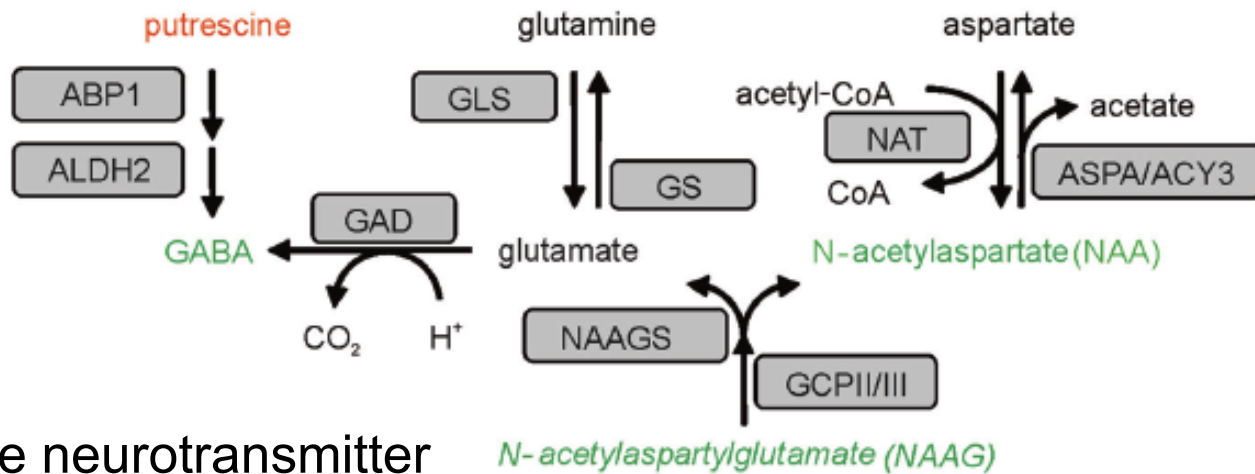 putrescine glutamine aspartate
ABP1 GLS acetyl-CoA acetate
NAT
ALDH2 GS CoA ASPA/ACY3
GAD
GABA glutamate N-acetylaspartate (NAA)
CO₂ H⁺ NAAGS
GCPII/III
e neurotransmitter N-acetylaspartylglutamate (NAAG)